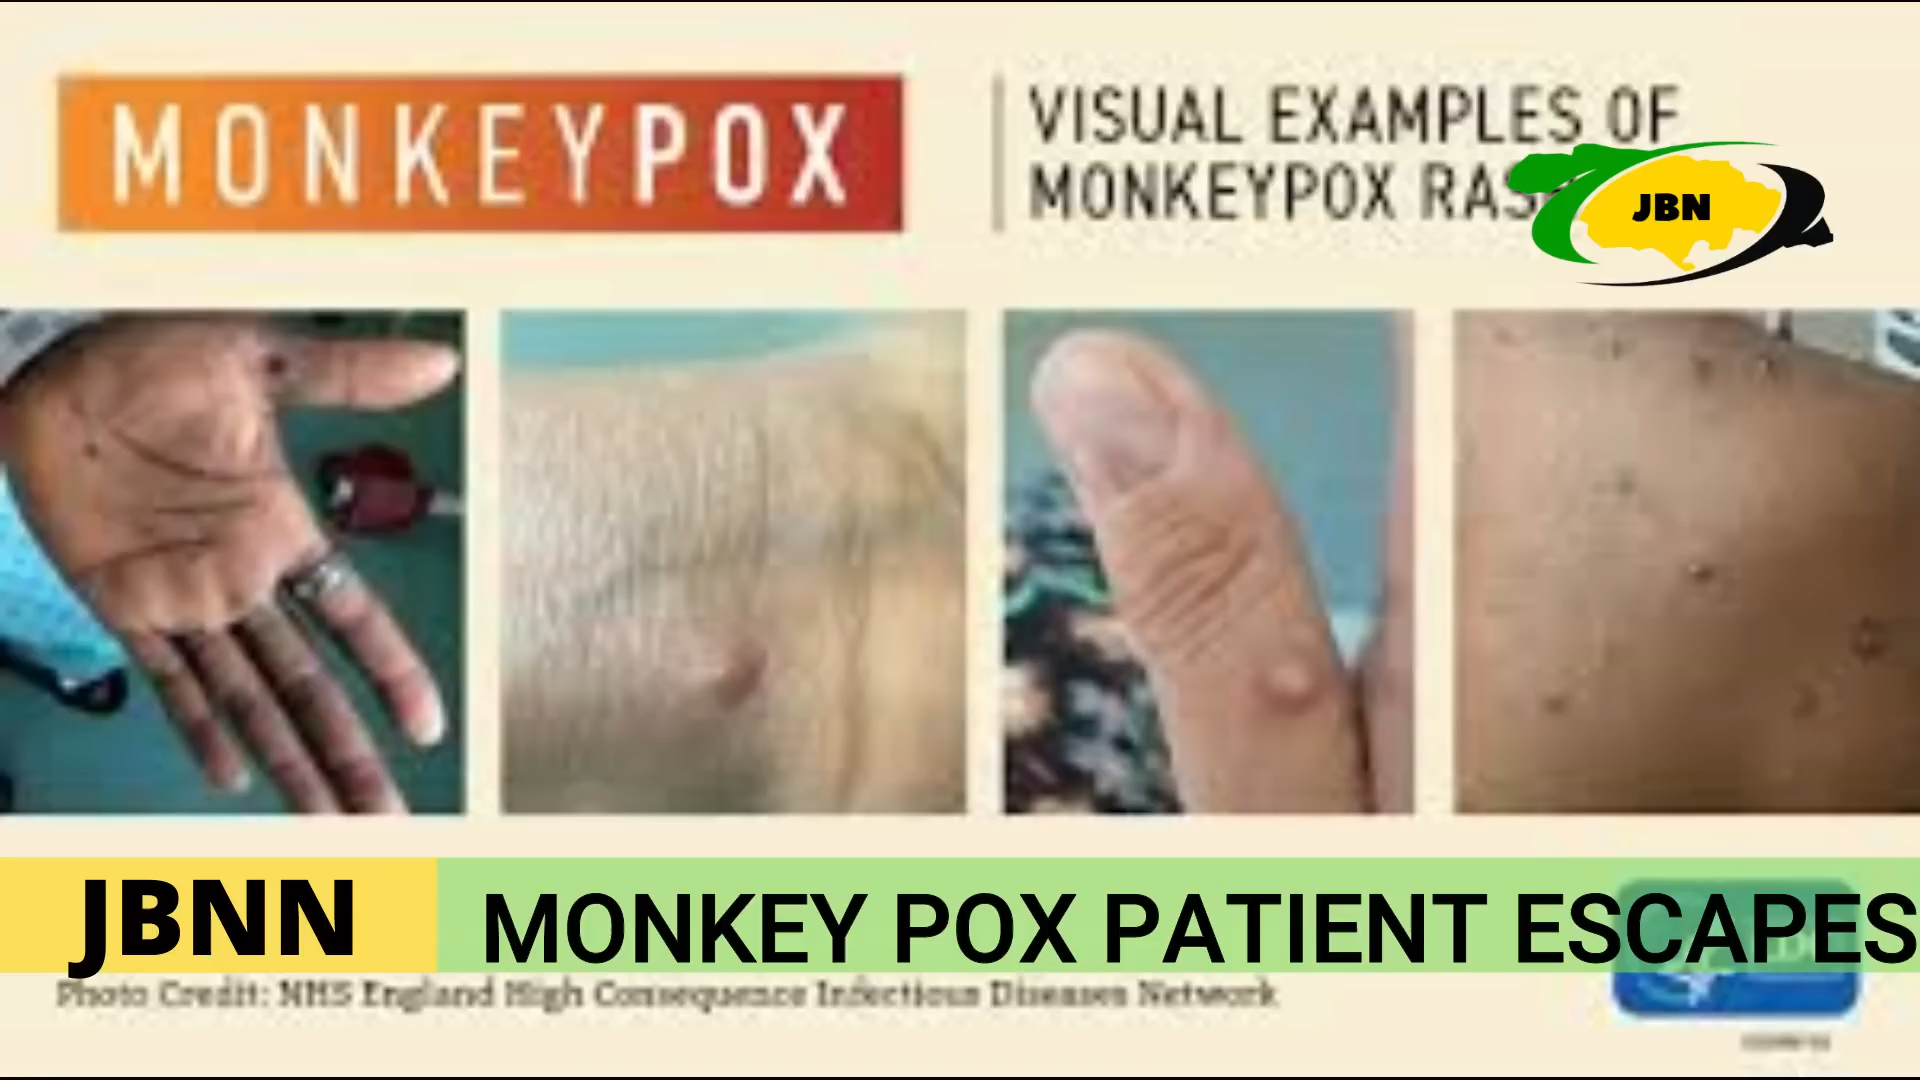 MONKEYPOX
VISUAL EXAMPLES OF
MONKEYPOX RAS
JBN
JBNN
MONKEY POX PATIENT ESCAPES
Photo Credit: NHS England High Consequence Infectious Diseases Network